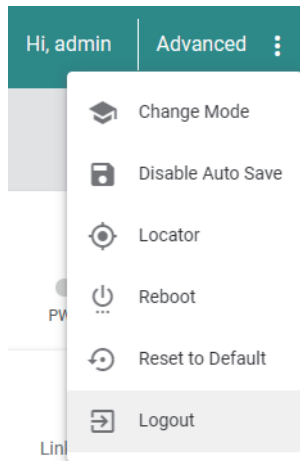 Hi, admin
Advanced
Change Mode
Disable Auto Save
Locator
Reboot
Reset to Default
Logout